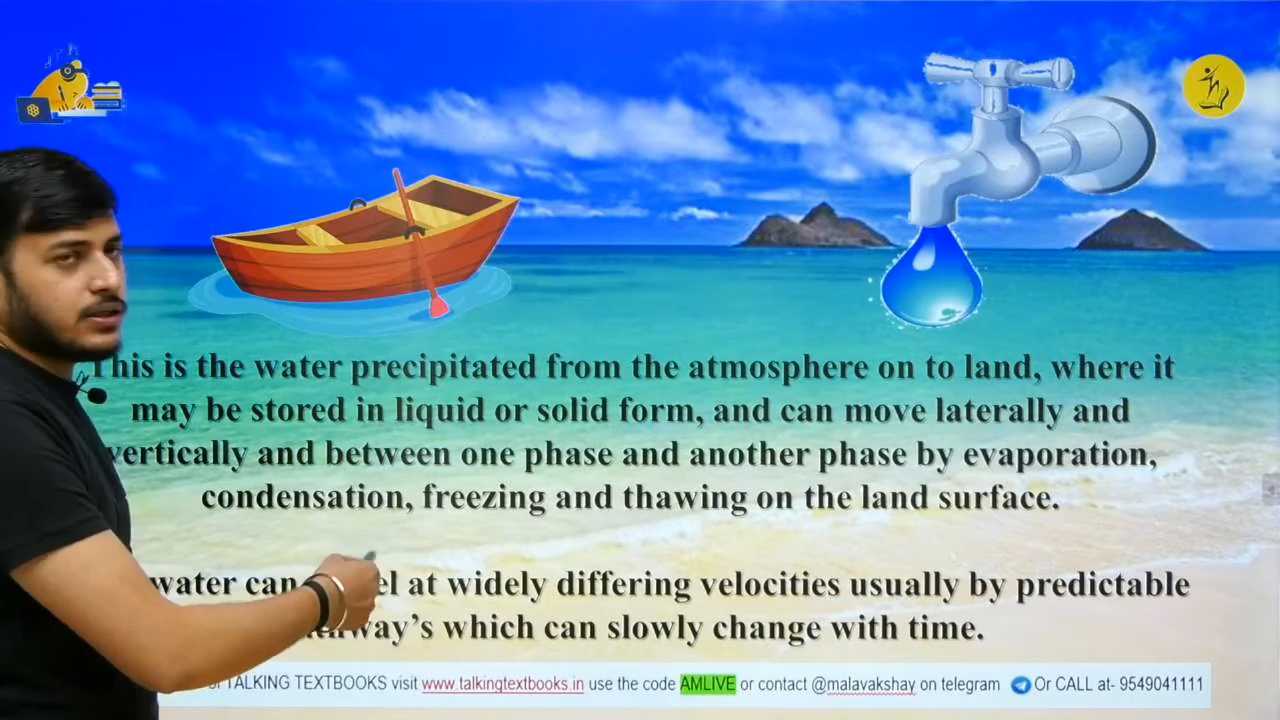 This is the water precipitated from the atmosphere on to land, where it
may be stored in liquid or solid form, and can move laterally and
vertically and between one phase and another phase by evaporation,
condensation, freezing and thawing on the land surface.
water can at widely differing velocities usually by predictable
which can slowly change with time.
TALKING TEXTBOOKS visit www.talkingtextbooks.in use the code AMLIVE or contact @malavakshay on telegram Or CALL at- 9549041111